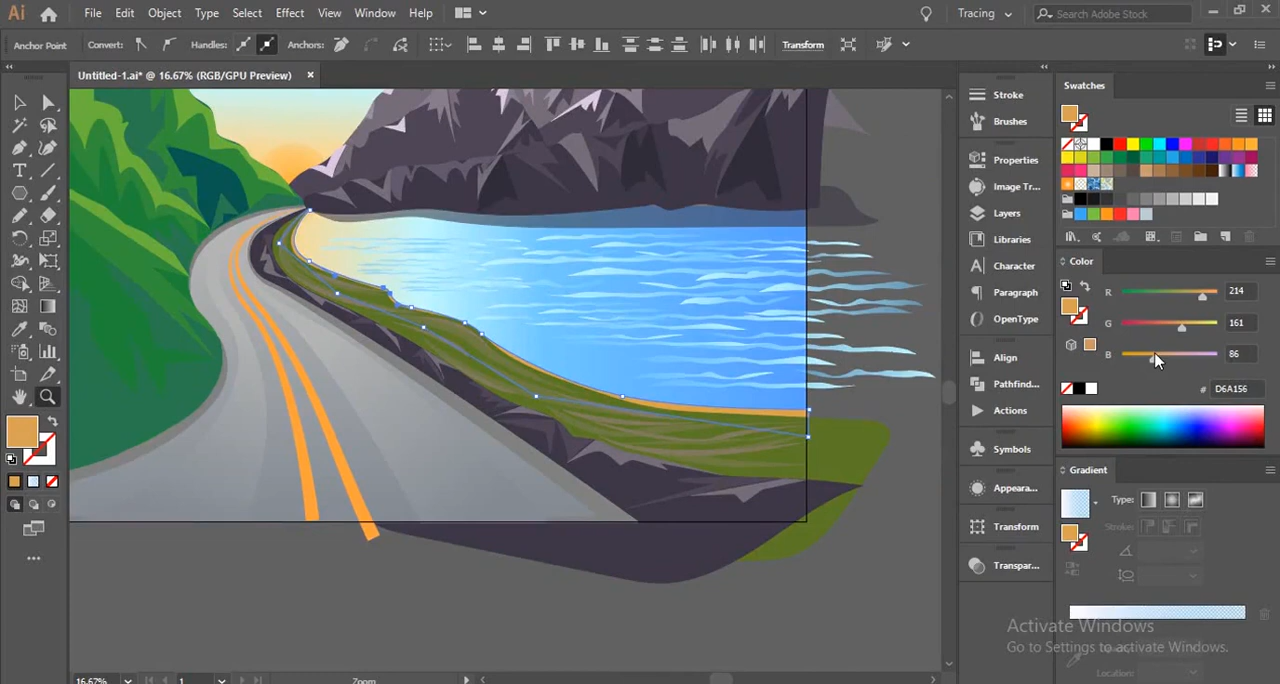 Ai File Edit Object Type Select Effect View Window Help Tracing Search Adobe Stock
Anchor Point Convert: Handles: Anchors: Transform
Untitled-1.ai* @ 16.67% (RGB/GPU Preview)
Stroke
Brushes
Properties
Image Tr...
Layers
Libraries
Character
Paragraph
OpenType
Align
Pathfind...
Actions
Symbols
Appeara...
Transform
Transpar...
Swatches
Color
R 214
G 161
B 86
# D6A156
Gradient
Type:
Strokes:
Activate Windows
Go to Settings to activate Windows.
Location:
16.67% 1 Zoom